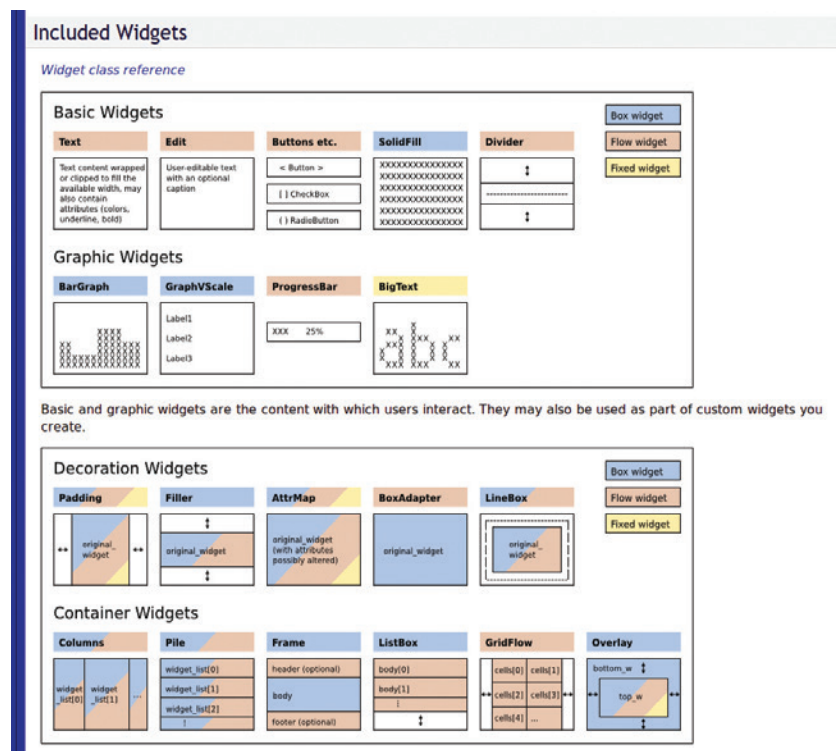 Included Widgets
Widget class reference
Basic Widgets
Box widget
Text
Edit
Buttons etc.
SolidFill
Divider
Flow widget
Fixed widget
Text content wrapped
or clipped to fill the
available width, may
also contain
attributes (colors,
underline, bold)
User-editable text
with an optional
caption
< Button >
[ ] CheckBox
( ) RadioButton
XXXXXXXXXXXXXXX
XXXXXXXXXXXXXXX
XXXXXXXXXXXXXXX
XXXXXXXXXXXXXXX
XXXXXXXXXXXXXXX
XXXXXXXXXXXXXXX
Graphic Widgets
BarGraph
GraphVScale
ProgressBar
BigText
Label1
Label2
Label3
XXX 25%
abc
Basic and graphic widgets are the content with which users interact. They may also be used as part of custom widgets you
create.
Decoration Widgets
Box widget
Padding
Filler
AttrMap
BoxAdapter
LineBox
Flow widget
Fixed widget
original_
widget
original_widget
original_widget
(with attributes
possibly altered)
original_widget
original_
widget
Container Widgets
Columns
Pile
Frame
ListBox
GridFlow
Overlay
widget
_list[0]
widget
_list[1]
...
widget_list[0]
widget_list[1]
widget_list[2]
⋮
header (optional)
body
footer (optional)
body[0]
body[1]
⋮
cells[0] cells[1]
cells[2] cells[3]
cells[4] ...
bottom_w
top_w